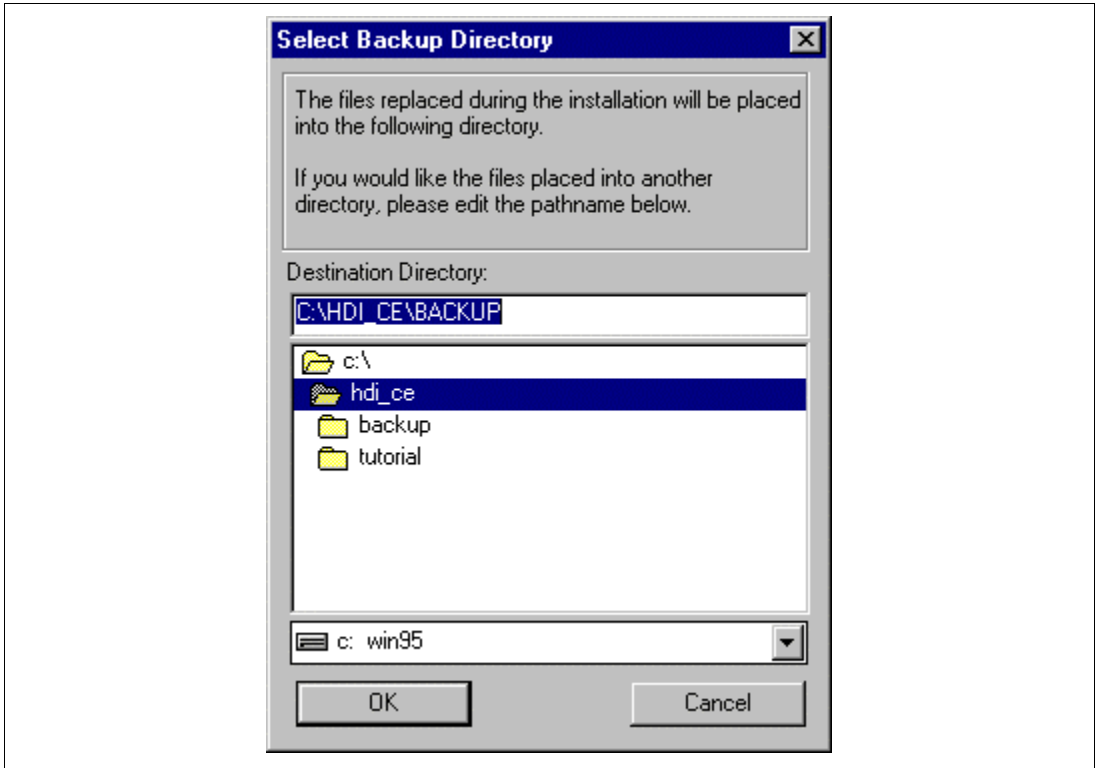 Select Backup Directory
The files replaced during the installation will be placed
into the following directory.
If you would like the files placed into another
directory, please edit the pathname below.
Destination Directory:
C:\HDI_CE\BACKUP
c:\
hdi_ce
backup
tutorial
c: win95
OK
Cancel